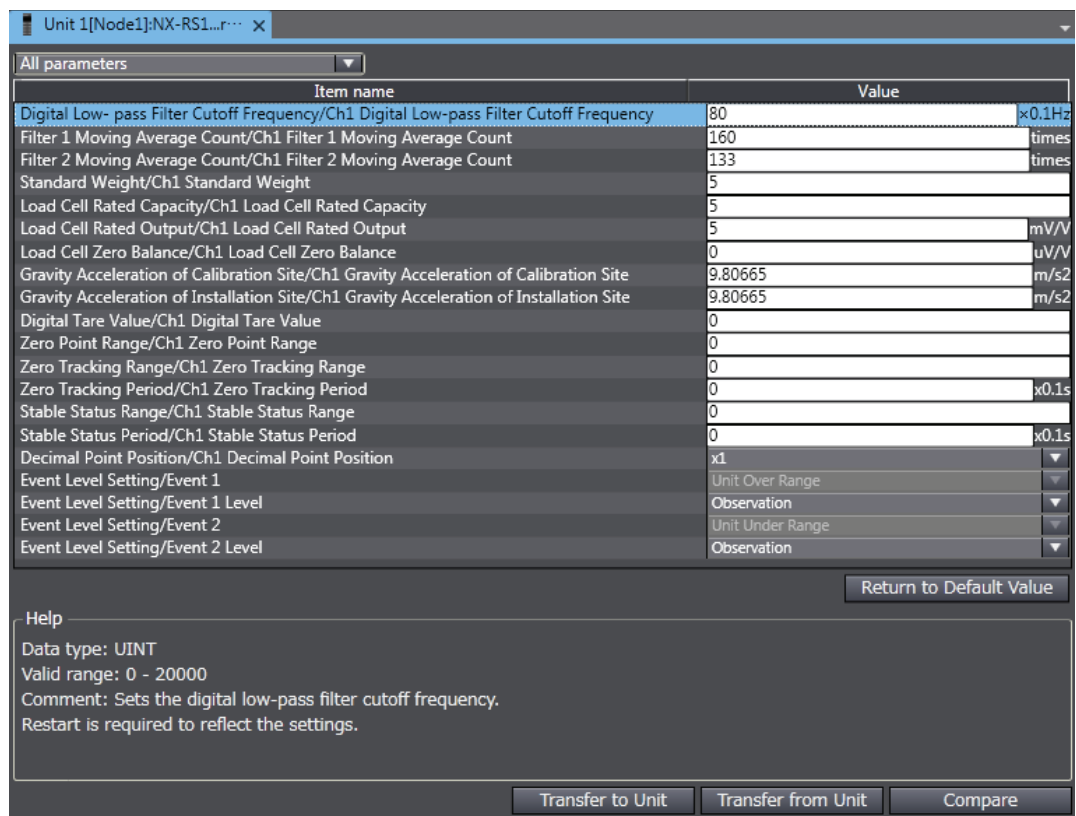 Unit 1[Node1]:NX-RS1...r··· ×
All parameters
Item name Value
Digital Low- pass Filter Cutoff Frequency/Ch1 Digital Low-pass Filter Cutoff Frequency 80 ×0.1Hz
Filter 1 Moving Average Count/Ch1 Filter 1 Moving Average Count 160 times
Filter 2 Moving Average Count/Ch1 Filter 2 Moving Average Count 133 times
Standard Weight/Ch1 Standard Weight 5
Load Cell Rated Capacity/Ch1 Load Cell Rated Capacity 5
Load Cell Rated Output/Ch1 Load Cell Rated Output 5 mV/V
Load Cell Zero Balance/Ch1 Load Cell Zero Balance 0 uV/V
Gravity Acceleration of Calibration Site/Ch1 Gravity Acceleration of Calibration Site 9.80665 m/s2
Gravity Acceleration of Installation Site/Ch1 Gravity Acceleration of Installation Site 9.80665 m/s2
Digital Tare Value/Ch1 Digital Tare Value 0
Zero Point Range/Ch1 Zero Point Range 0
Zero Tracking Range/Ch1 Zero Tracking Range 0
Zero Tracking Period/Ch1 Zero Tracking Period 0 x0.1s
Stable Status Range/Ch1 Stable Status Range 0
Stable Status Period/Ch1 Stable Status Period 0 x0.1s
Decimal Point Position/Ch1 Decimal Point Position x1
Event Level Setting/Event 1 Unit Over Range
Event Level Setting/Event 1 Level Observation
Event Level Setting/Event 2 Unit Under Range
Event Level Setting/Event 2 Level Observation
Return to Default Value
Help
Data type: UINT
Valid range: 0 - 20000
Comment: Sets the digital low-pass filter cutoff frequency.
Restart is required to reflect the settings.
Transfer to Unit Transfer from Unit Compare